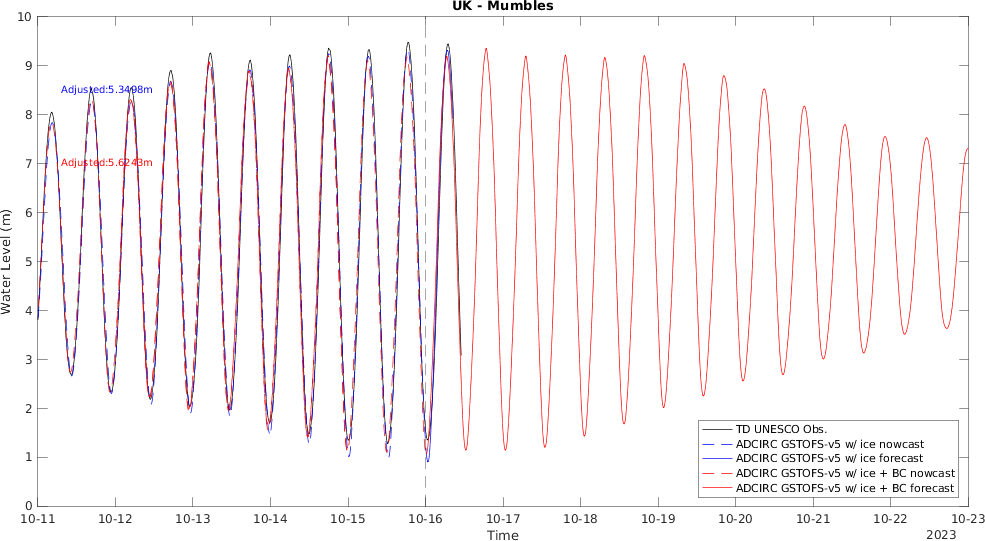 UK - Mumbles
10
9
8
7
6
5
4
3
2
1
0
Water Level (m)
Adjusted:5.3498m
Adjusted:5.6243m
TD UNESCO Obs.
ADCIRC GSTOFS-v5 w/ ice nowcast
ADCIRC GSTOFS-v5 w/ ice forecast
ADCIRC GSTOFS-v5 w/ ice + BC nowcast
ADCIRC GSTOFS-v5 w/ ice + BC forecast
10-11 10-12 10-13 10-14 10-15 10-16 10-17 10-18 10-19 10-20 10-21 10-22 10-23
Time
2023